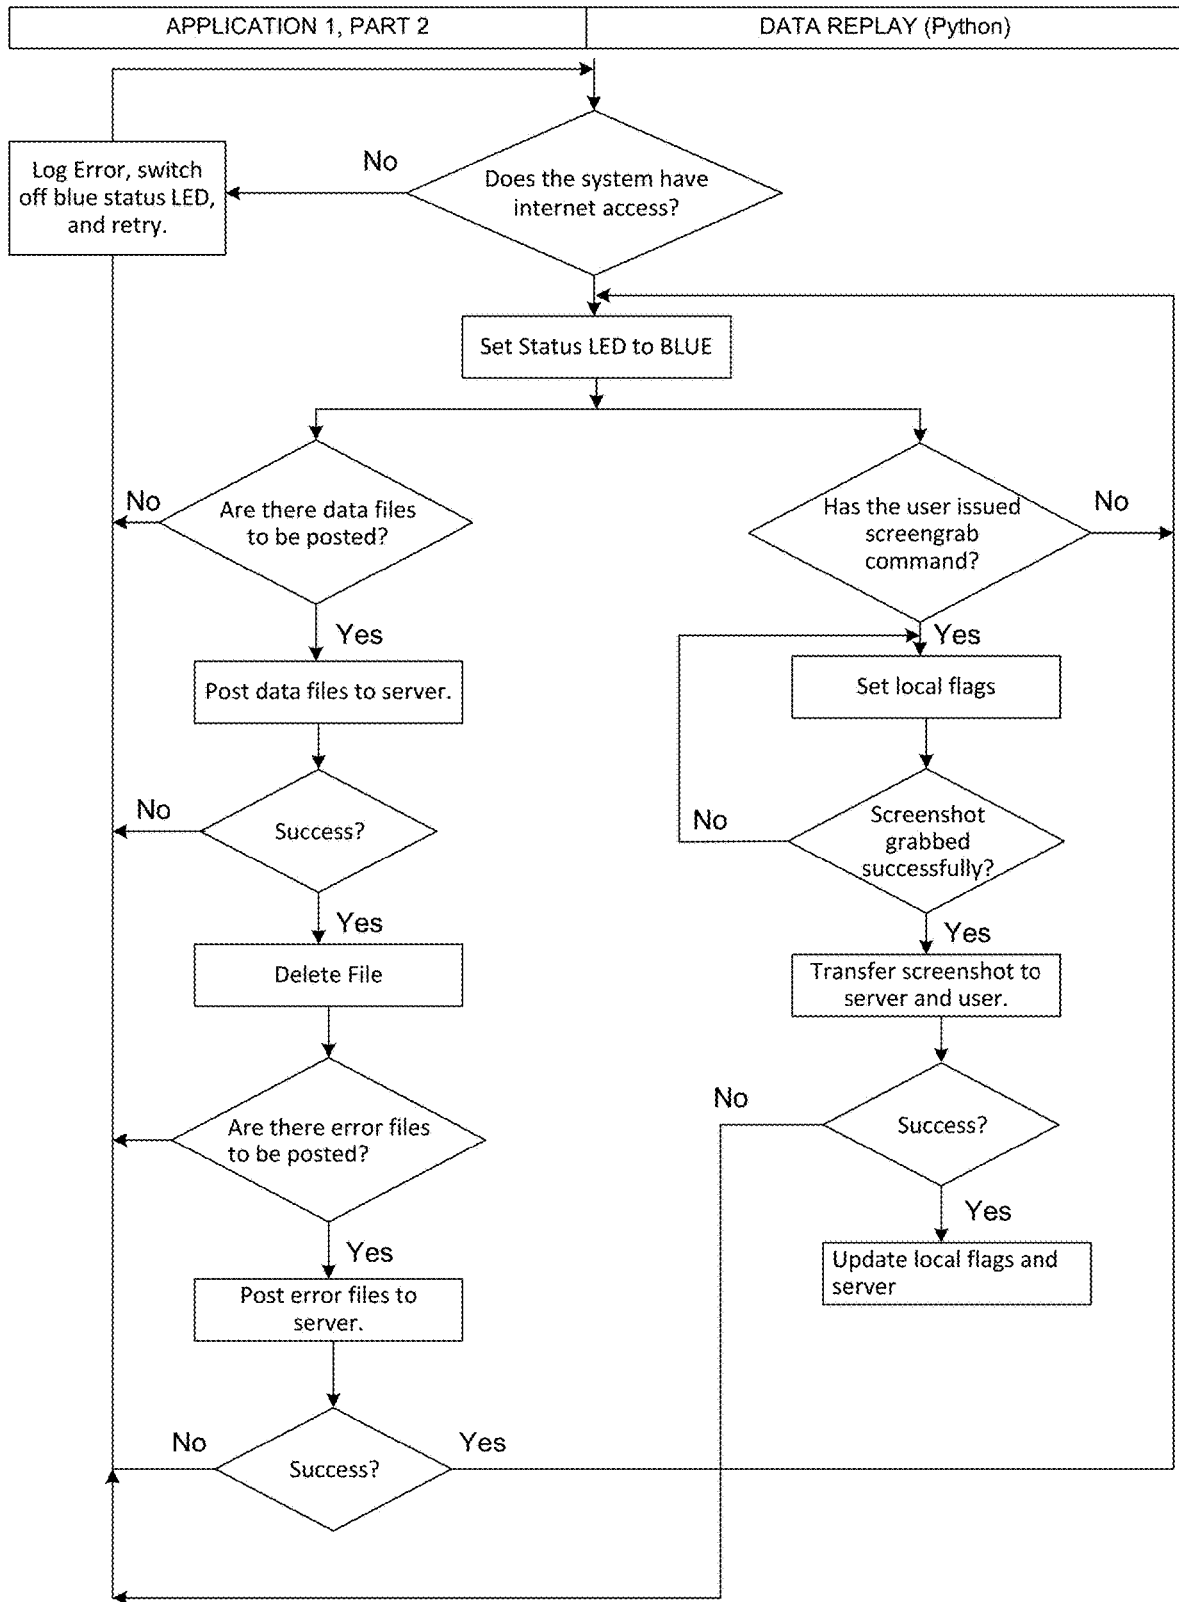 APPLICATION 1, PART 2
DATA REPLAY (Python)
No
Log Error, switch
off blue status LED,
and retry.
Does the system have
internet access?
Set Status LED to BLUE
No
Are there data files
to be posted?
Has the user issued
screengrab
command?
No
Yes
Yes
Post data files to server.
Set local flags
No
Success?
No
Screenshot
grabbed
successfully?
Yes
Yes
Delete File
Transfer screenshot to
server and user.
No
Are there error files
to be posted?
Success?
Yes
Yes
Update local flags and
server
Post error files to
server.
No
Yes
Success?